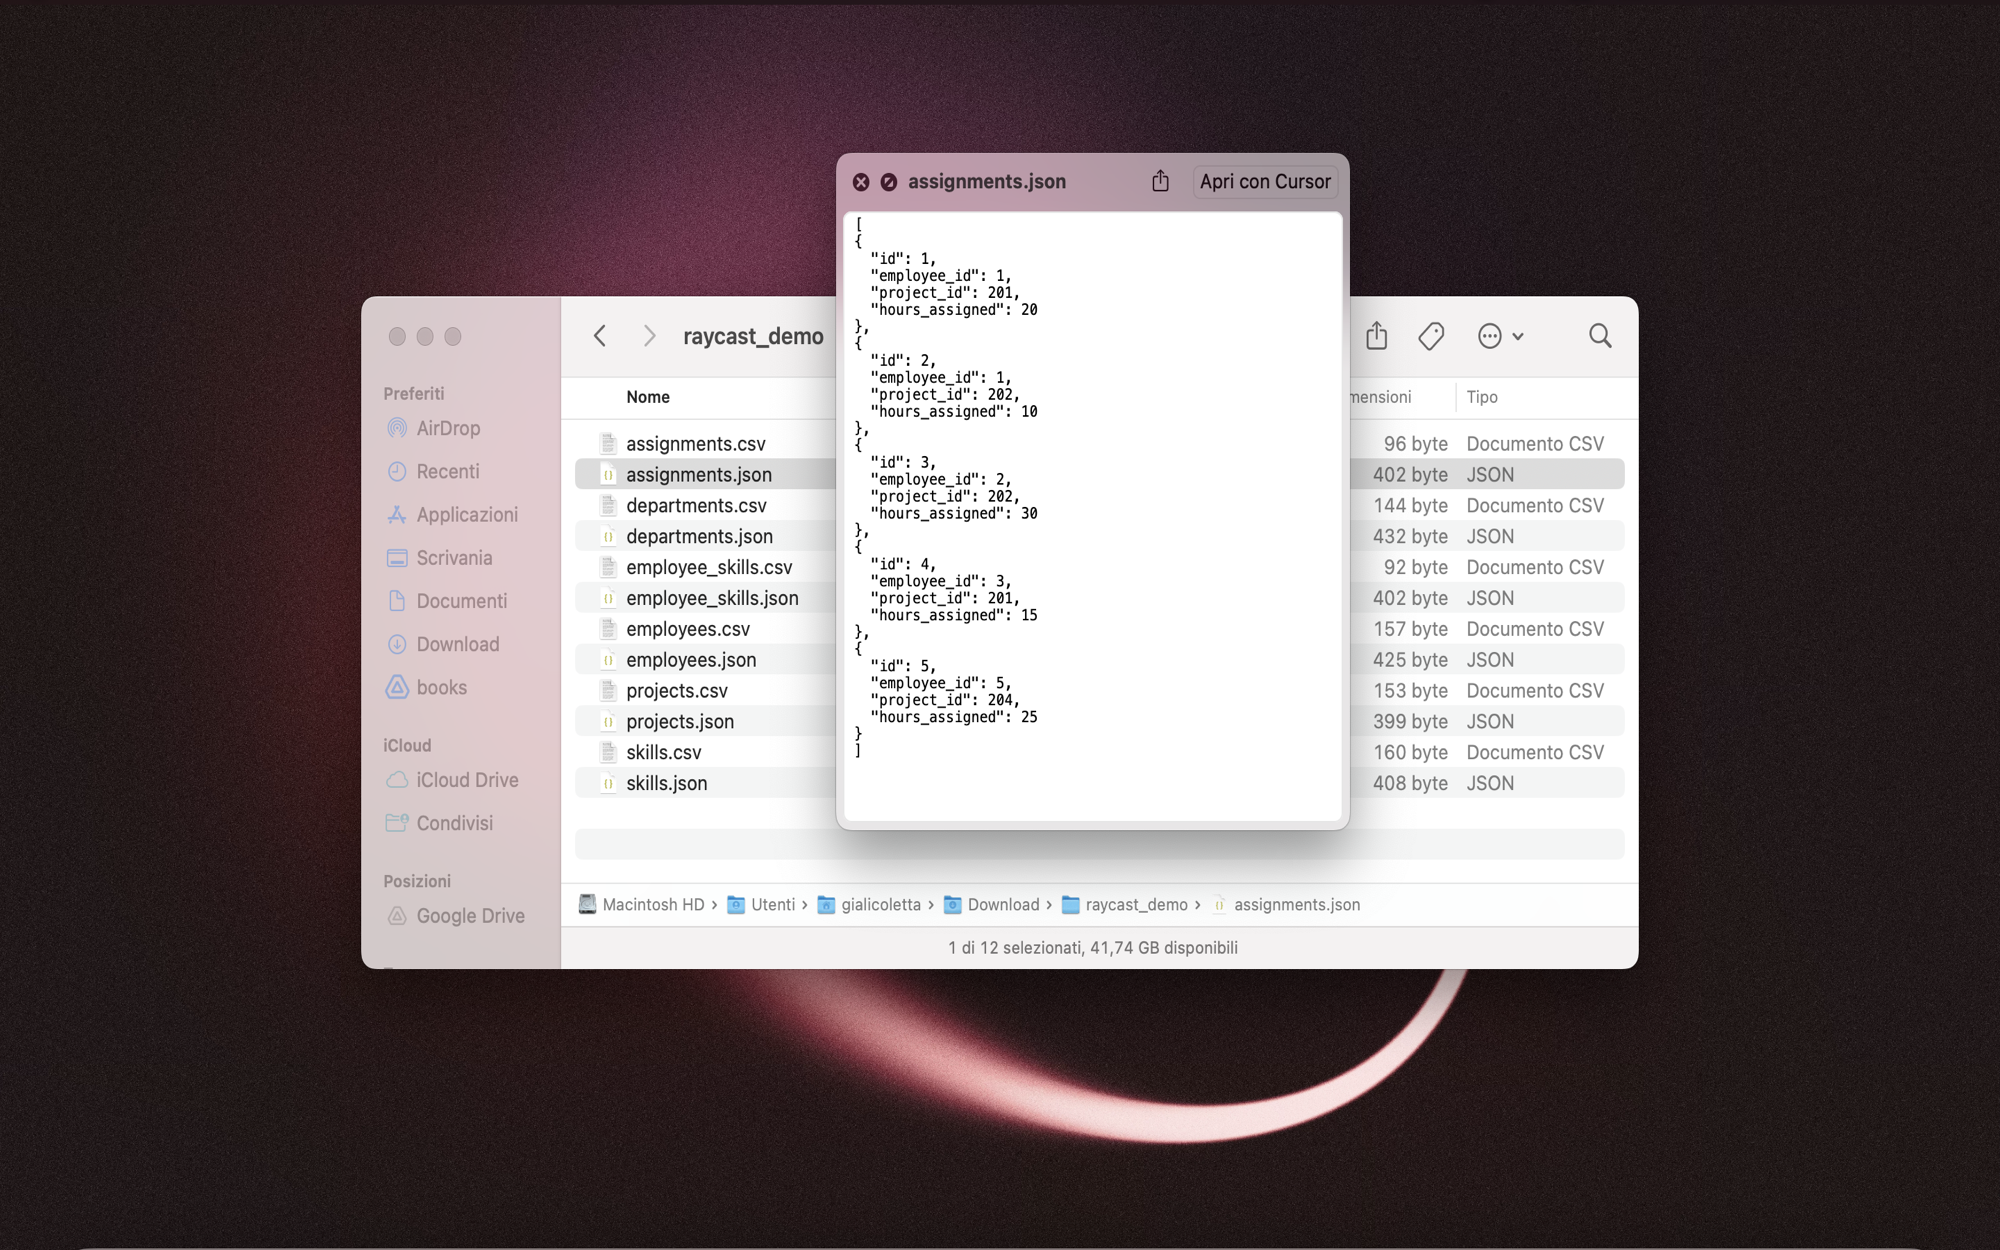 assignments.json
Apri con Cursor
[
{
  "id": 1,
  "employee_id": 1,
  "project_id": 201,
  "hours_assigned": 20
},
{
  "id": 2,
  "employee_id": 1,
  "project_id": 202,
  "hours_assigned": 10
},
{
  "id": 3,
  "employee_id": 2,
  "project_id": 202,
  "hours_assigned": 30
},
{
  "id": 4,
  "employee_id": 3,
  "project_id": 201,
  "hours_assigned": 15
},
{
  "id": 5,
  "employee_id": 5,
  "project_id": 204,
  "hours_assigned": 25
}
]
Preferiti
AirDrop
Recenti
Applicazioni
Scrivania
Documenti
Download
books
iCloud
iCloud Drive
Condivisi
Posizioni
Google Drive
raycast_demo
Nome mensioni Tipo
assignments.csv 96 byte Documento CSV
assignments.json 402 byte JSON
departments.csv 144 byte Documento CSV
departments.json 432 byte JSON
employee_skills.csv 92 byte Documento CSV
employee_skills.json 402 byte JSON
employees.csv 157 byte Documento CSV
employees.json 425 byte JSON
projects.csv 153 byte Documento CSV
projects.json 399 byte JSON
skills.csv 160 byte Documento CSV
skills.json 408 byte JSON
Macintosh HD › Utenti › gialicoletta › Download › raycast_demo › assignments.json
1 di 12 selezionati, 41,74 GB disponibili